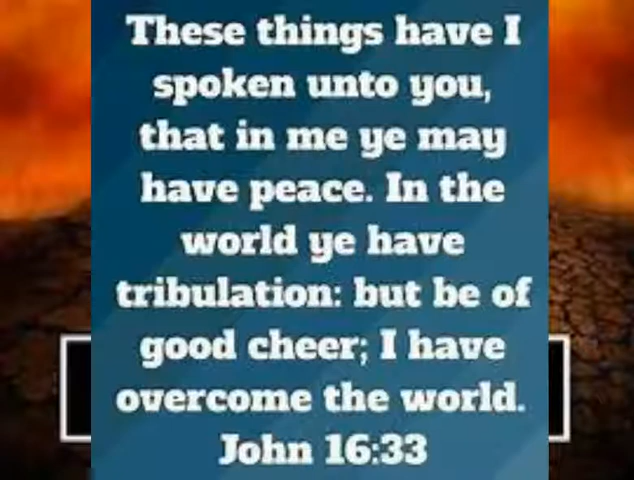 These things have I
spoken unto you,
that in me ye may
have peace. In the
world ye have
tribulation: but be of
good cheer; I have
overcome the world.
John 16:33